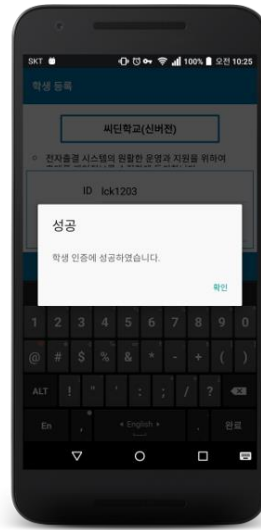 SKT 100% 오전 10:25
학생 등록
씨딘학교(신버전)
전자출결 시스템의 원활한 운영과 지원을 위하여
ID lck1203
성공
학생 인증에 성공하였습니다.
확인
1 2 3 4 5 6 7 8 9 0
@ # $ % & * - + ( )
ALT ! " ' : ; / ?
En , English . 완료